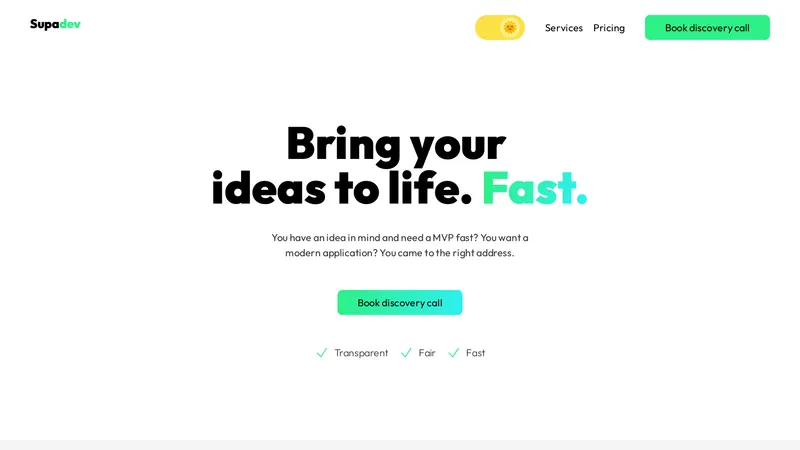 Supadev
Services
Pricing
Book discovery call
Bring your
ideas to life. Fast.
You have an idea in mind and need a MVP fast? You want a
modern application? You came to the right address.
Book discovery call
Transparent
Fair
Fast